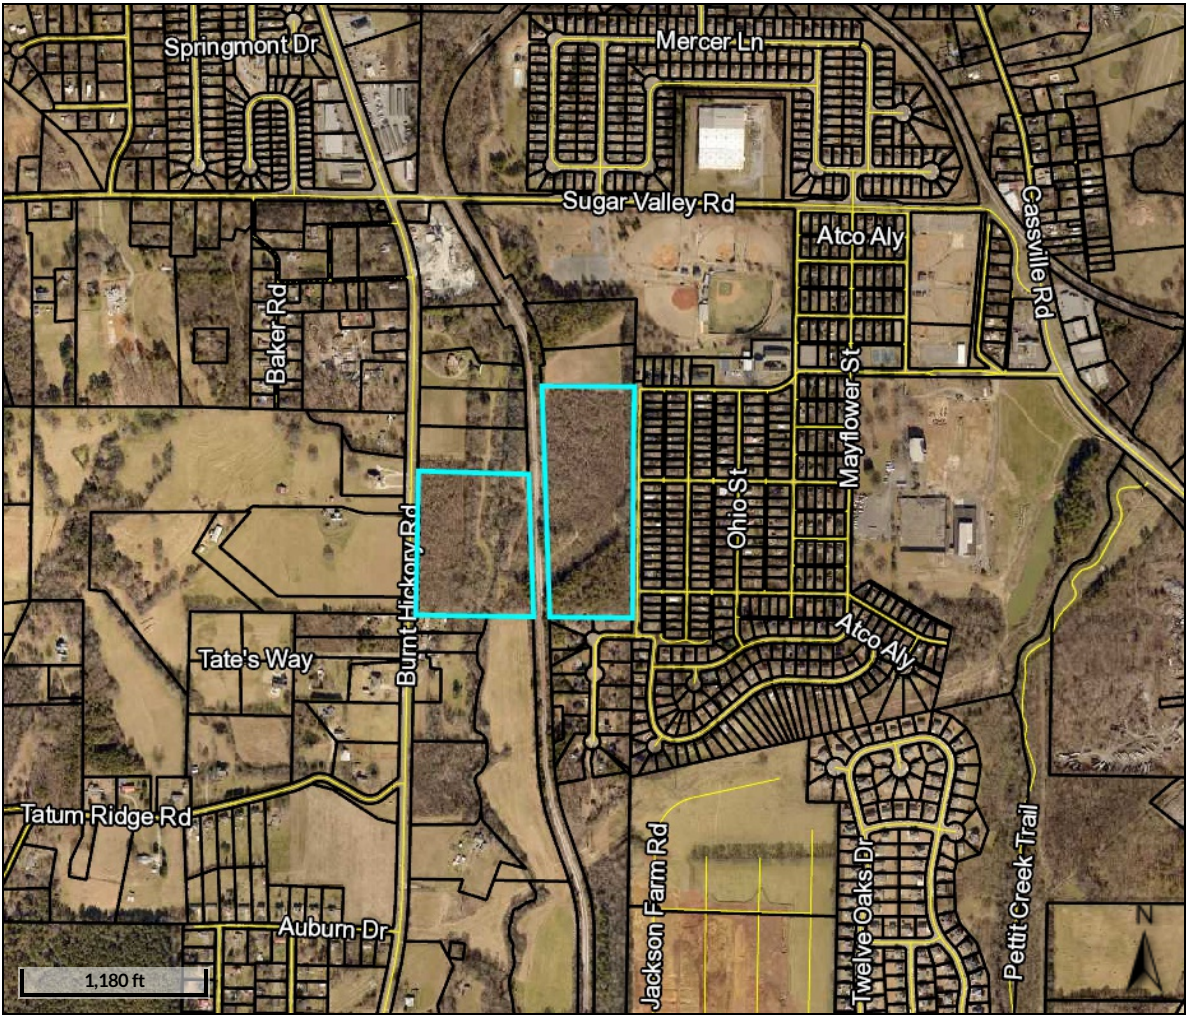 Springmont Dr
Mercer Ln
Sugar Valley Rd
Cassville Rd
Atco Aly
Baker Rd
Mayflower St
Ohio St
Burnt Hickory Rd
Atco Aly
Tate's Way
Tatum Ridge Rd
Jackson Farm Rd
Twelve Oaks Dr
Pettit Creek Trail
Auburn Dr
N
1,180 ft